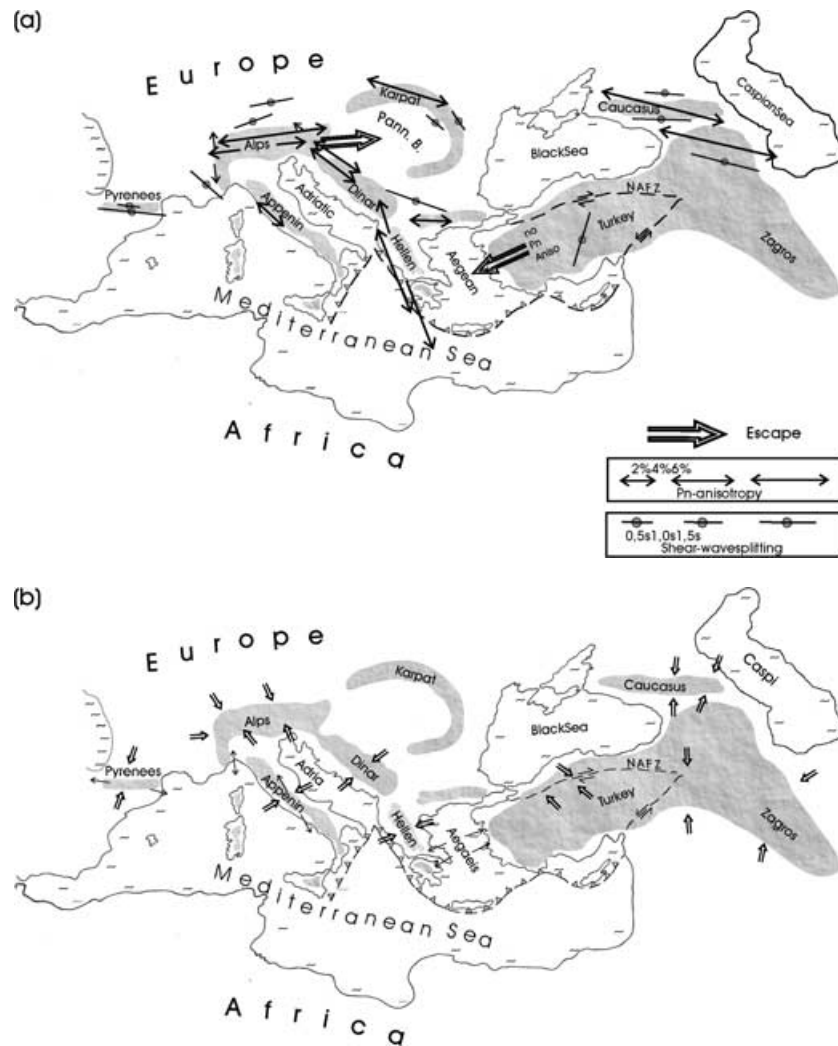 (a)
Europe
Karpat
Pann. B.
Alps
Caucasus
CaspianSea
BlackSea
Pyrenees
Dinar
Adriatic
Appenin
Hellen
NAFZ
no
Pn
Aniso
Turkey
Aegean
Zagros
Mediterranean Sea
Africa
Escape
2%4%6%
Pn-anisotropy
0,5s1,0s1,5s
Shear-wavesplitting
(b)
Europe
Karpat
Caspi
Caucasus
Alps
BlackSea
Pyrenees
Dinar
Adria
Appenin
NAFZ
Turkey
Hellen
Aegaeis
Zagros
Mediterranean Sea
Africa